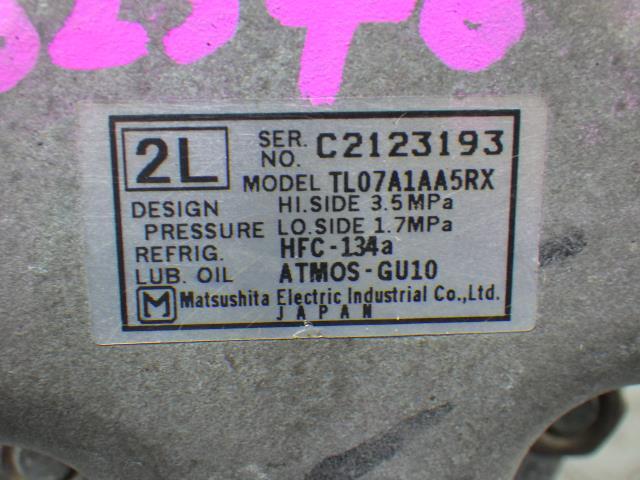 2L
SER. NO. C2123193
MODEL TL07A1AA5RX
DESIGN PRESSURE HI.SIDE 3.5MPa
LO.SIDE 1.7MPa
REFRIG. HFC-134a
LUB. OIL ATMOS-GU10
M Matsushita Electric Industrial Co.,Ltd.
JAPAN